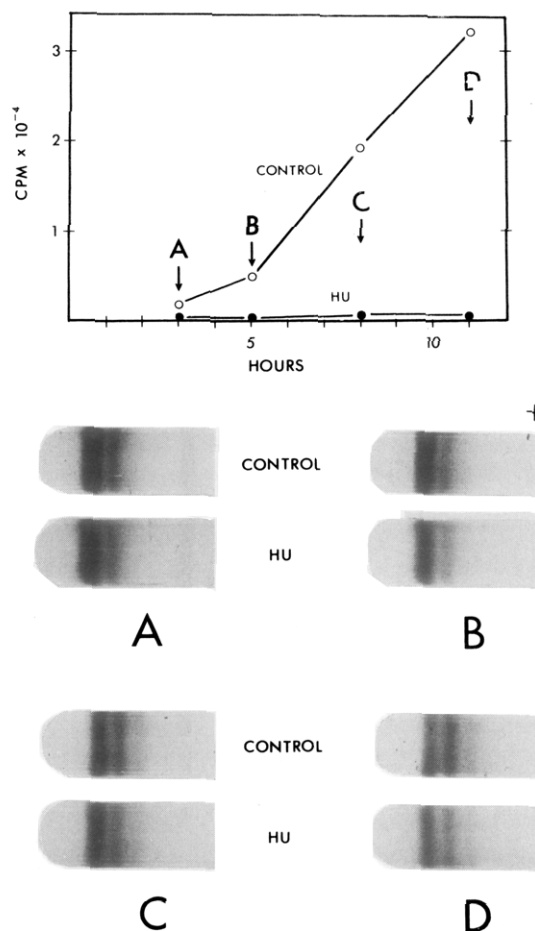 3
2
1
CPM x 10⁻⁴
A
B
C
D
CONTROL
HU
5
10
HOURS
CONTROL
HU
A
B
CONTROL
HU
C
D